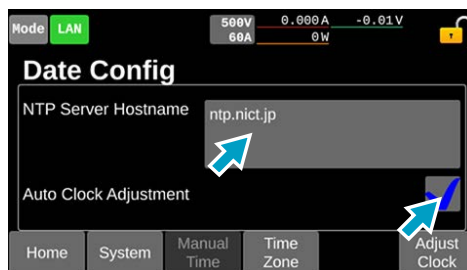 Mode LAN 500V 0.000A -0.01V
60A 0W
Date Config
NTP Server Hostname ntp.nict.jp
Auto Clock Adjustment
Home System Manual Time Time Zone Adjust Clock